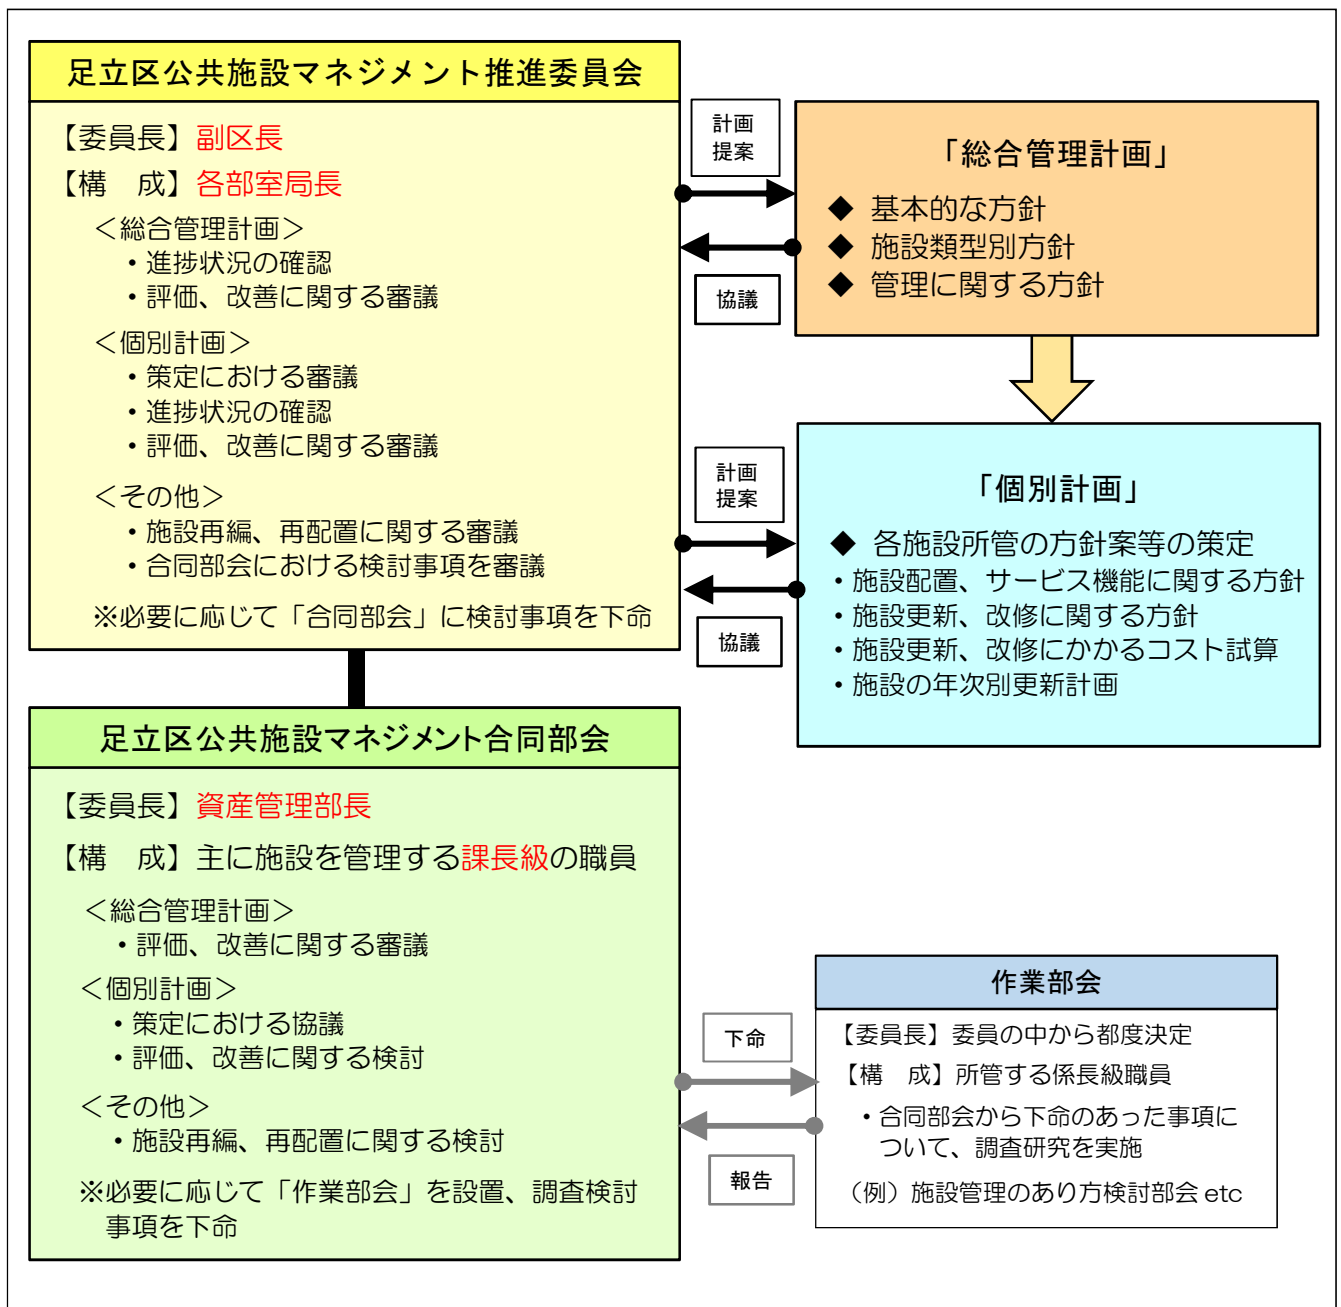 足立区公共施設マネジメント推進委員会
【委員長】副区長
【構　成】各部室局長
＜総合管理計画＞
・進捗状況の確認
・評価、改善に関する審議
＜個別計画＞
・策定における審議
・進捗状況の確認
・評価、改善に関する審議
＜その他＞
・施設再編、再配置に関する審議
・合同部会における検討事項を審議
※必要に応じて「合同部会」に検討事項を下命
計画
提案
協議
「総合管理計画」
◆ 基本的な方針
◆ 施設類型別方針
◆ 管理に関する方針
計画
提案
協議
「個別計画」
◆ 各施設所管の方針案等の策定
・施設配置、サービス機能に関する方針
・施設更新、改修に関する方針
・施設更新、改修にかかるコスト試算
・施設の年次別更新計画
足立区公共施設マネジメント合同部会
【委員長】資産管理部長
【構　成】主に施設を管理する課長級の職員
＜総合管理計画＞
・評価、改善に関する審議
＜個別計画＞
・策定における協議
・評価、改善に関する検討
＜その他＞
・施設再編、再配置に関する検討
※必要に応じて「作業部会」を設置、調査検討
事項を下命
下命
報告
作業部会
【委員長】委員の中から都度決定
【構　成】所管する係長級職員
・合同部会から下命のあった事項に
ついて、調査研究を実施
（例）施設管理のあり方検討部会 etc